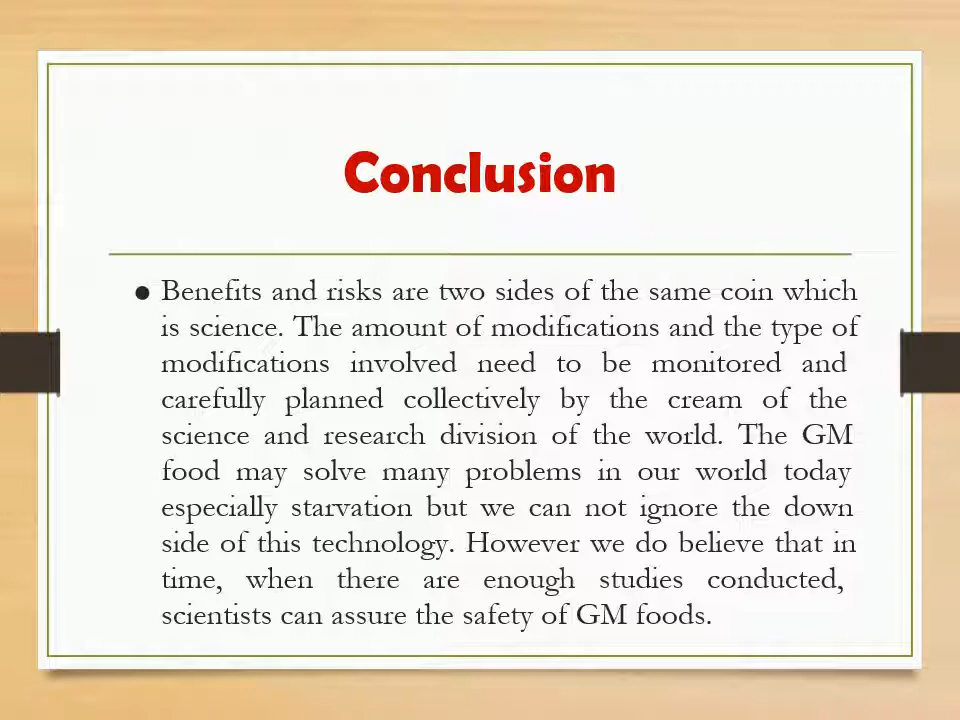 Conclusion
● Benefits and risks are two sides of the same coin which
is science. The amount of modifications and the type of
modifications involved need to be monitored and
carefully planned collectively by the cream of the
science and research division of the world. The GM
food may solve many problems in our world today
especially starvation but we can not ignore the down
side of this technology. However we do believe that in
time, when there are enough studies conducted,
scientists can assure the safety of GM foods.